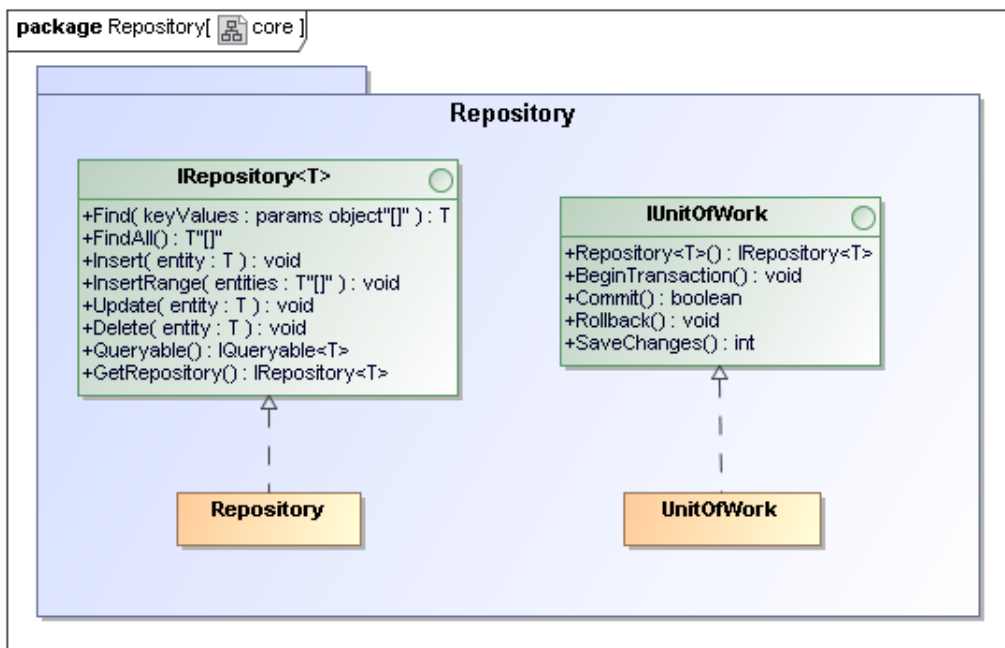 package Repository[ core ]
Repository
IRepository<T>
+Find( keyValues : params object"[]" ) : T
+FindAll() : T"[]"
+Insert( entity : T ) : void
+InsertRange( entities : T"[]" ) : void
+Update( entity : T ) : void
+Delete( entity : T ) : void
+Queryable() : IQueryable<T>
+GetRepository() : IRepository<T>
IUnitOfWork
+Repository<T>() : IRepository<T>
+BeginTransaction() : void
+Commit() : boolean
+Rollback() : void
+SaveChanges() : int
Repository
UnitOfWork